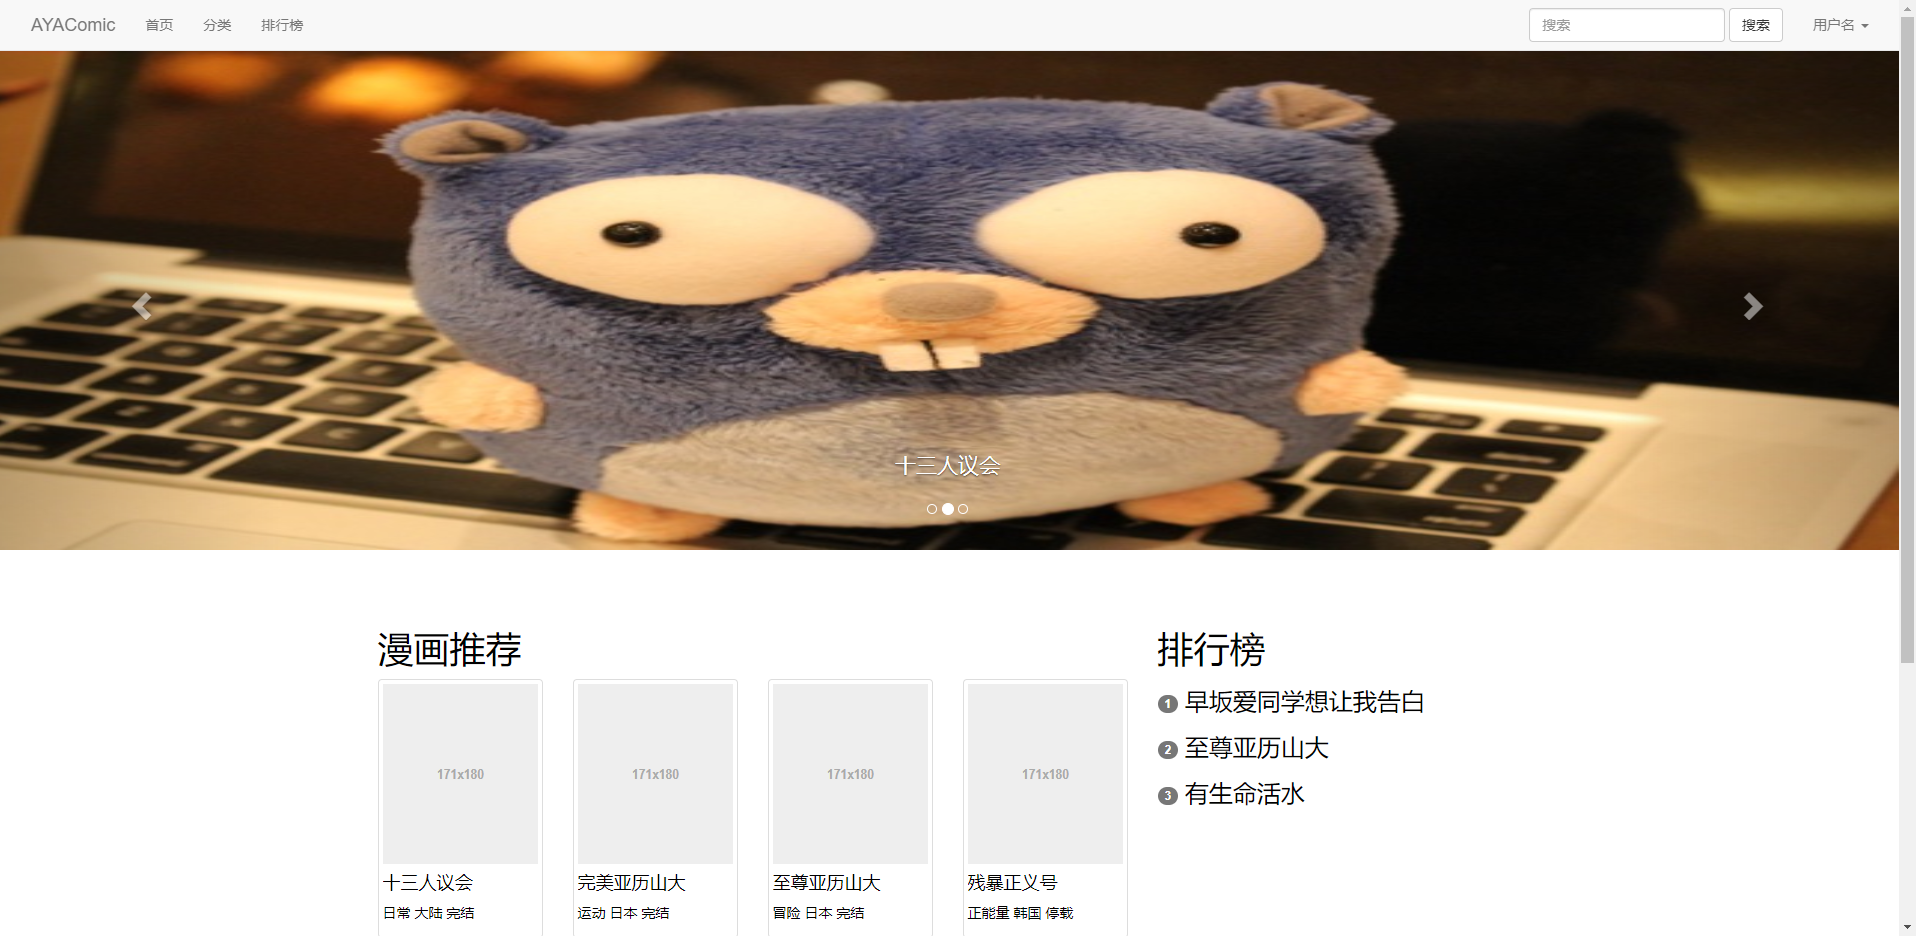 AYAComic 首页 分类 排行榜 搜索 搜索 用户名
十三人议会
漫画推荐 排行榜
1 早坂爱同学想让我告白
2 至尊亚历山大
3 有生命活水
171x180 171x180 171x180 171x180
十三人议会 完美亚历山大 至尊亚历山大 残暴正义号
日常 大陆 完结 运动 日本 完结 冒险 日本 完结 正能量 韩国 停载